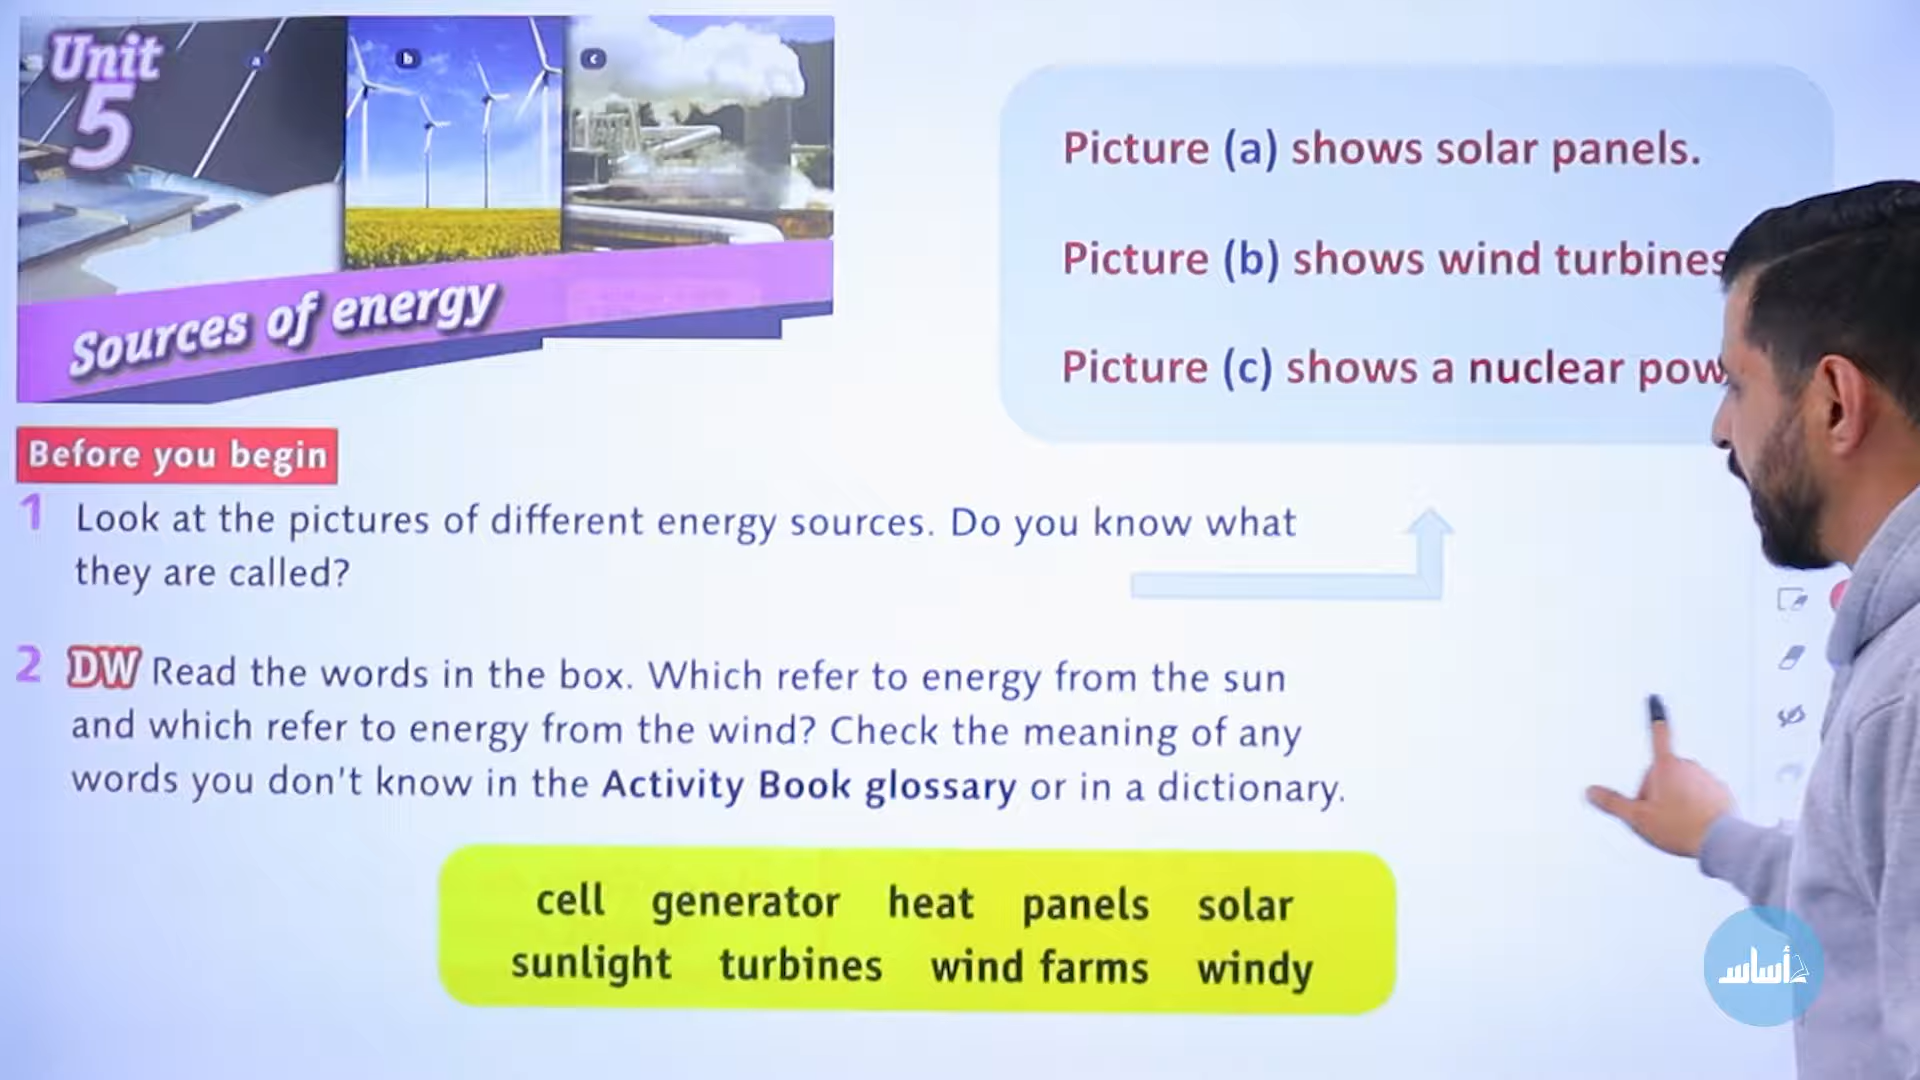 Unit
5
a
b
c
Sources of energy
Picture (a) shows solar panels.
Picture (b) shows wind turbines
Picture (c) shows a nuclear pow
Before you begin
1 Look at the pictures of different energy sources. Do you know what
they are called?
2 DW Read the words in the box. Which refer to energy from the sun
and which refer to energy from the wind? Check the meaning of any
words you don't know in the Activity Book glossary or in a dictionary.
cell generator heat panels solar
sunlight turbines wind farms windy
أساس